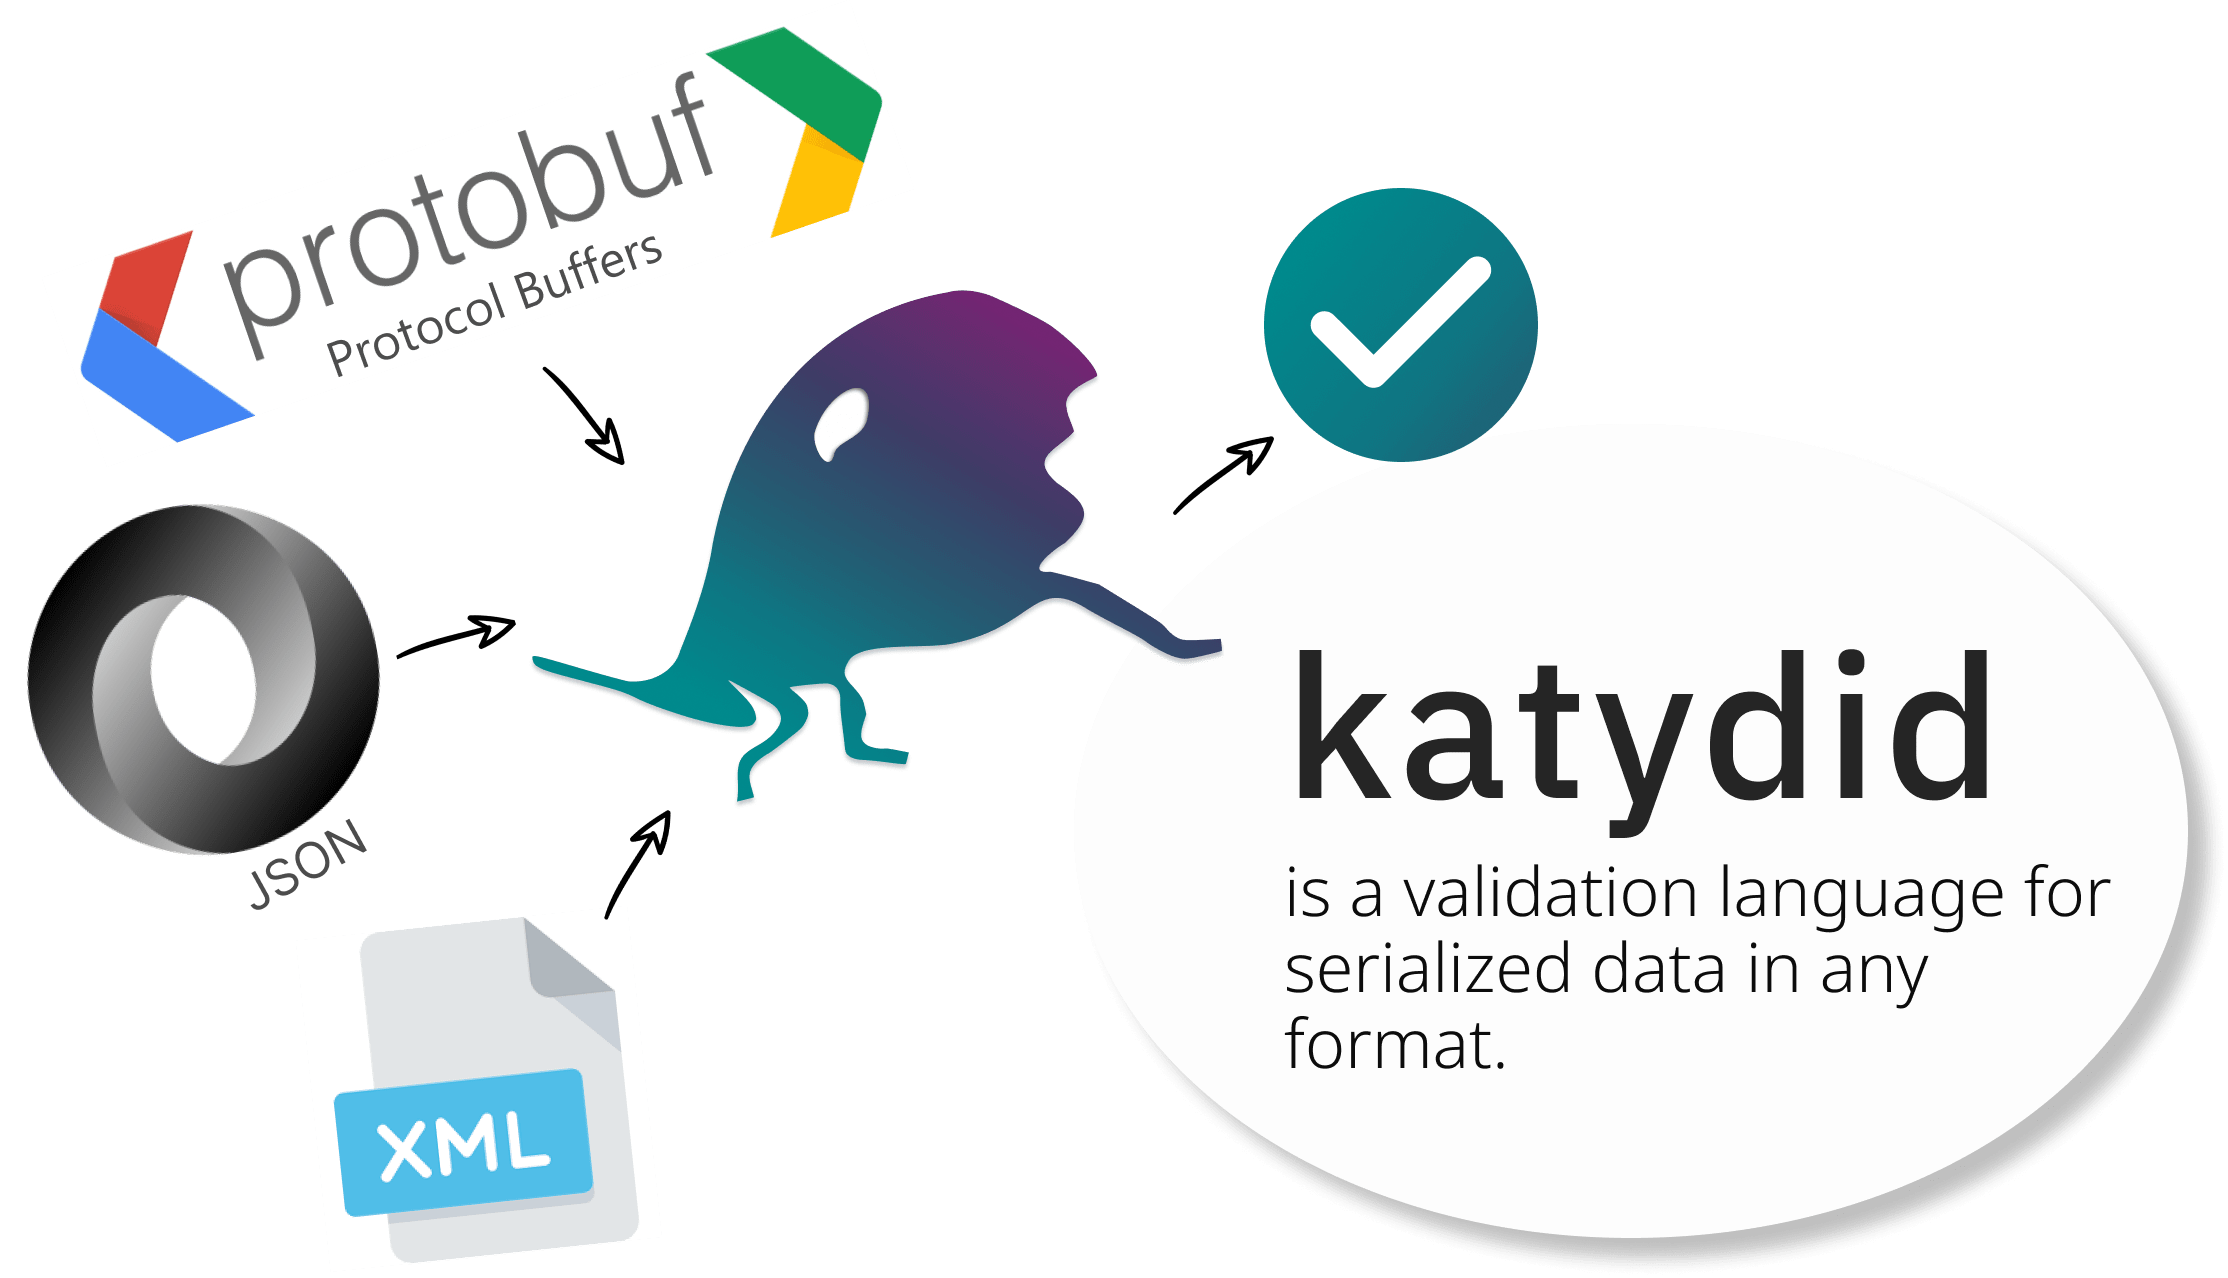 protobuf
Protocol Buffers
JSON
XML
katydid
is a validation language for
serialized data in any
format.